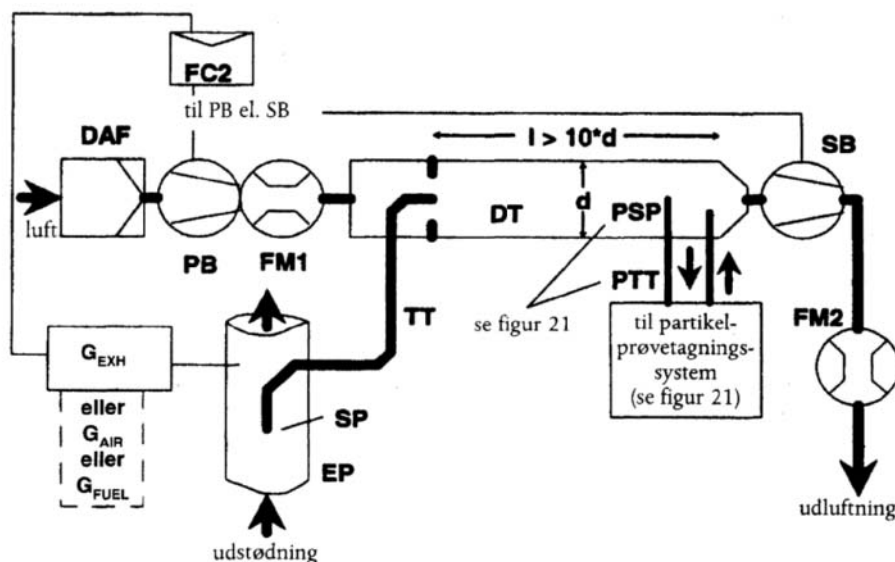 FC2
til PB el. SB
DAF
l > 10*d
SB
luft
d
DT
PSP
PB
FM1
PTT
se figur 21
TT
til partikel-
prøvetagnings-
system
(se figur 21)
FM2
G_EXH
eller
G_AIR
eller
G_FUEL
SP
EP
udluftning
udstødning